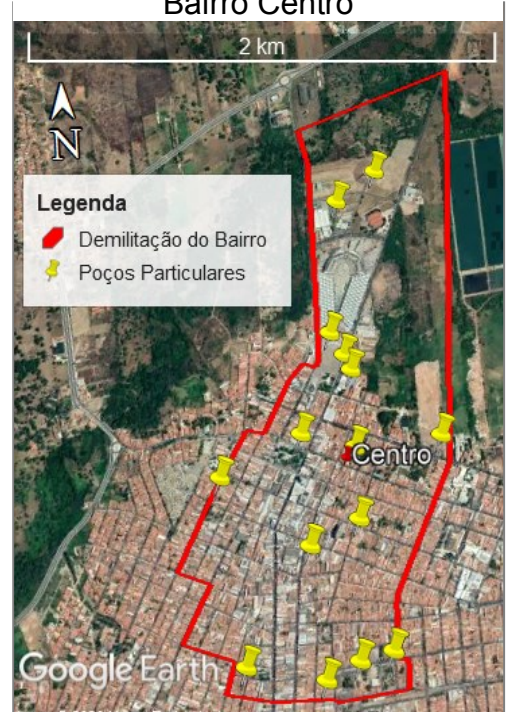 Bairro Centro
2 km
N
Legenda
Demilitação do Bairro
Poços Particulares
Centro
Google Earth